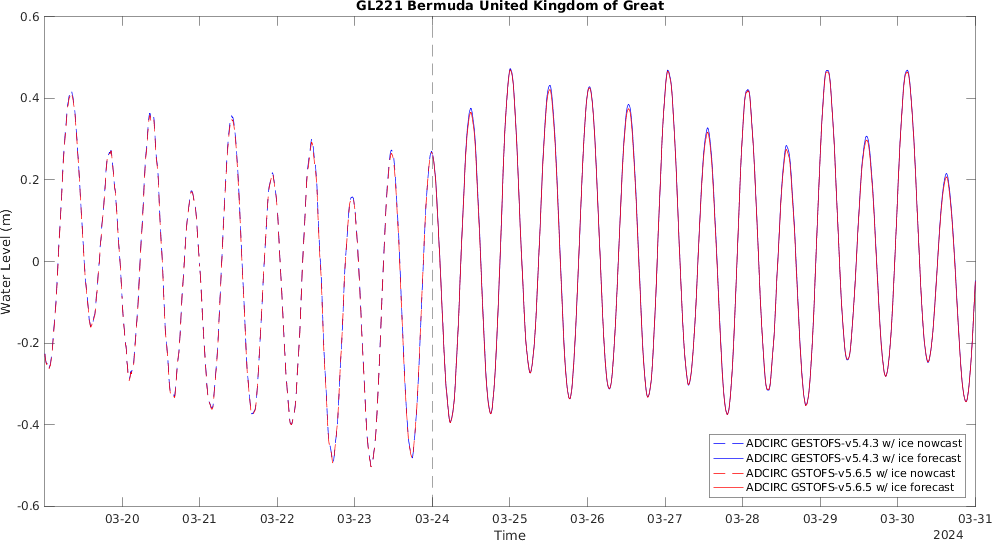 GL221 Bermuda United Kingdom of Great
0.6
0.4
0.2
0
-0.2
-0.4
-0.6
Water Level (m)
ADCIRC GESTOFS-v5.4.3 w/ ice nowcast
ADCIRC GESTOFS-v5.4.3 w/ ice forecast
ADCIRC GSTOFS-v5.6.5 w/ ice nowcast
ADCIRC GSTOFS-v5.6.5 w/ ice forecast
03-20 03-21 03-22 03-23 03-24 03-25 03-26 03-27 03-28 03-29 03-30 03-31
Time
2024